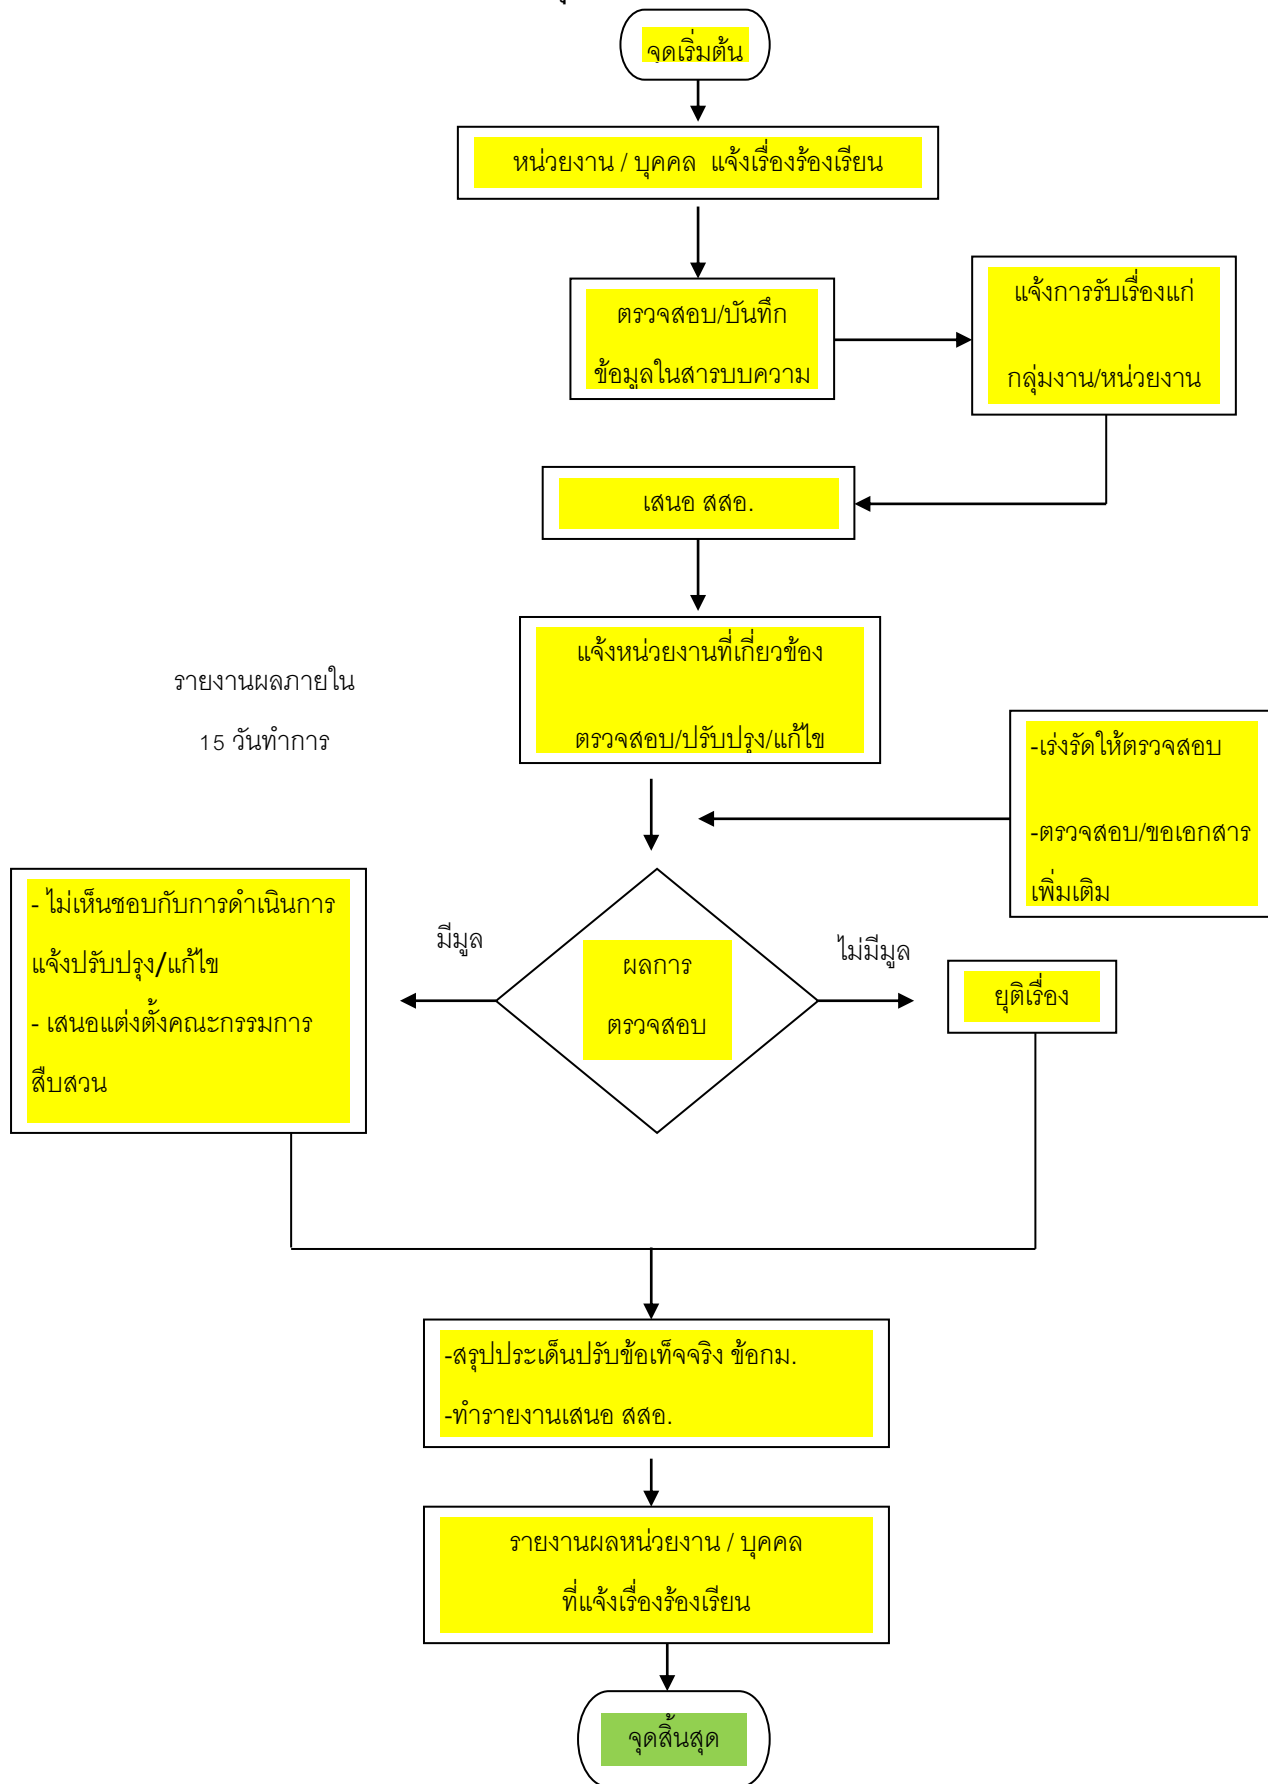 จุดเริ่มต้น
หน่วยงาน / บุคคล  แจ้งเรื่องร้องเรียน
ตรวจสอบ/บันทึก
ข้อมูลในสารบบความ
แจ้งการรับเรื่องแก่
กลุ่มงาน/หน่วยงาน
เสนอ สสอ.
แจ้งหน่วยงานที่เกี่ยวข้อง
ตรวจสอบ/ปรับปรุง/แก้ไข
รายงานผลภายใน
15 วันทำการ
-เร่งรัดให้ตรวจสอบ
-ตรวจสอบ/ขอเอกสาร
เพิ่มเติม
- ไม่เห็นชอบกับการดำเนินการ
แจ้งปรับปรุง/แก้ไข
- เสนอแต่งตั้งคณะกรรมการ
สืบสวน
มีมูล
ผลการ
ตรวจสอบ
ไม่มีมูล
ยุติเรื่อง
-สรุปประเด็นปรับข้อเท็จจริง ข้อกม.
-ทำรายงานเสนอ สสอ.
รายงานผลหน่วยงาน / บุคคล
ที่แจ้งเรื่องร้องเรียน
จุดสิ้นสุด